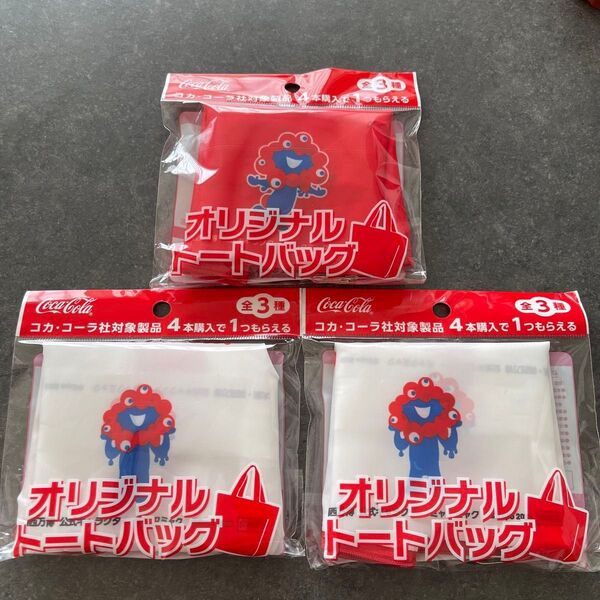 Coca-Cola
全3種
コカ・コーラ社対象製品 4本購入で1つもらえる
オリジナル
トートバッグ
Coca-Cola
全3種
コカ・コーラ社対象製品 4本購入で1つもらえる
オリジナル
トートバッグ
Coca-Cola
全3種
コカ・コーラ社対象製品 4本購入で1つもらえる
オリジナル
トートバッグ